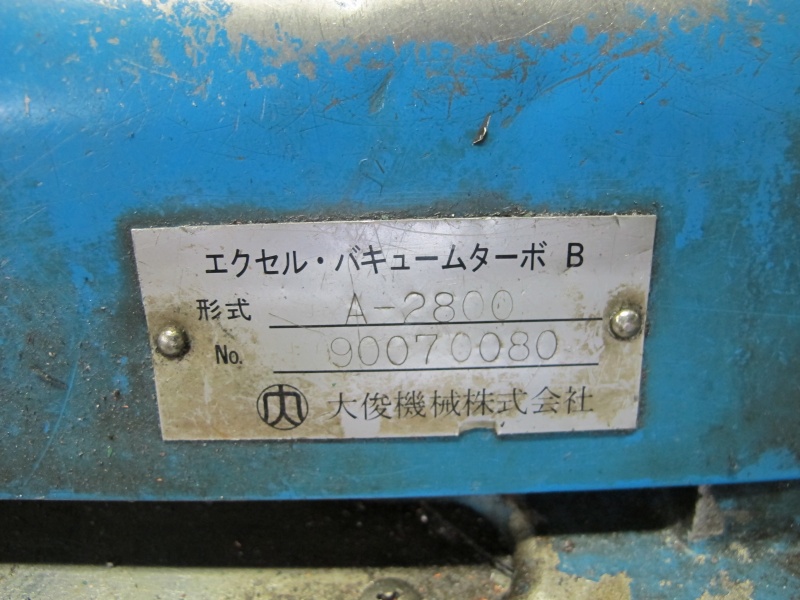 エクセル・バキュームターボ B
形式 A-2800
No. 90070080
大俊機械株式会社